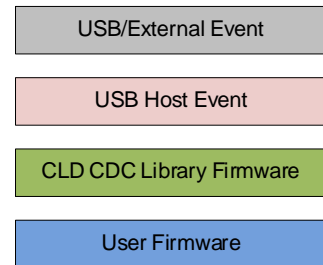 USB/External Event
USB Host Event
CLD CDC Library Firmware
User Firmware